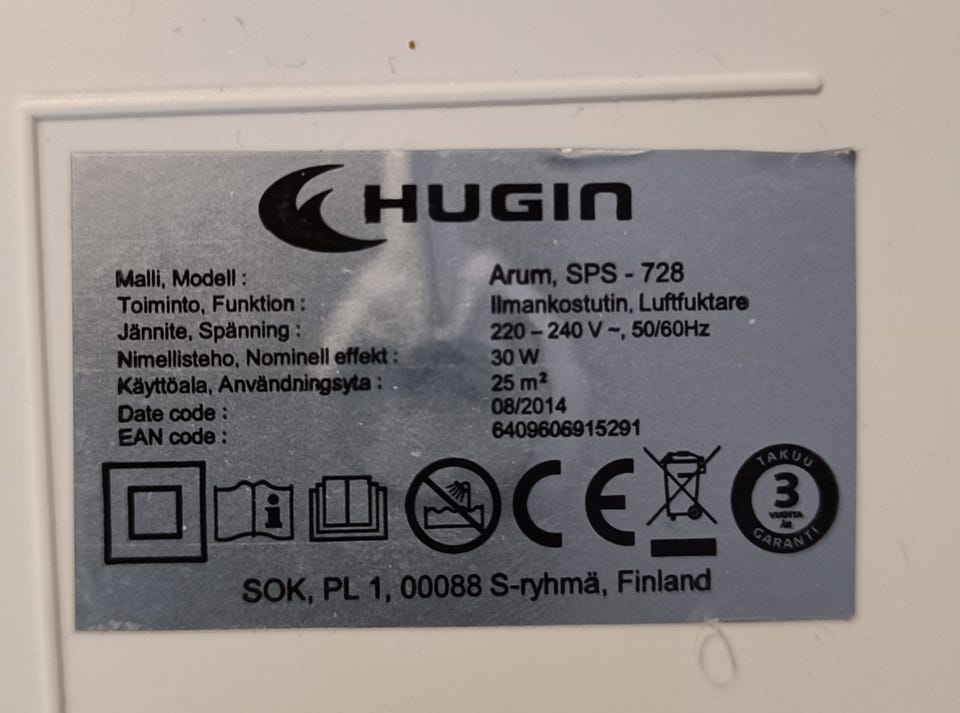 HUGIN
Malli, Modell : Arum, SPS - 728
Toiminto, Funktion : Ilmankostutin, Luftfuktare
Jännite, Spänning : 220 – 240 V ~, 50/60Hz
Nimellisteho, Nominell effekt : 30 W
Käyttöala, Användningsyta : 25 m²
Date code : 08/2014
EAN code : 6409606915291
i
CE
TAKUU
3
VUOTTA
år
GARANTI
SOK, PL 1, 00088 S-ryhmä, Finland